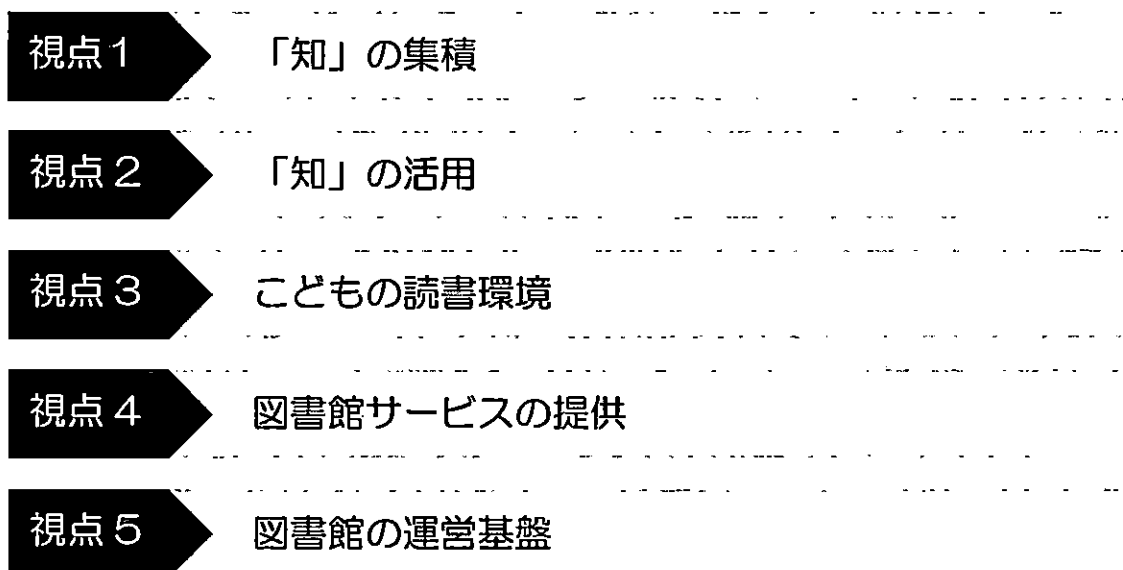 視点１ 「知」の集積
視点２ 「知」の活用
視点３ こどもの読書環境
視点４ 図書館サービスの提供
視点５ 図書館の運営基盤